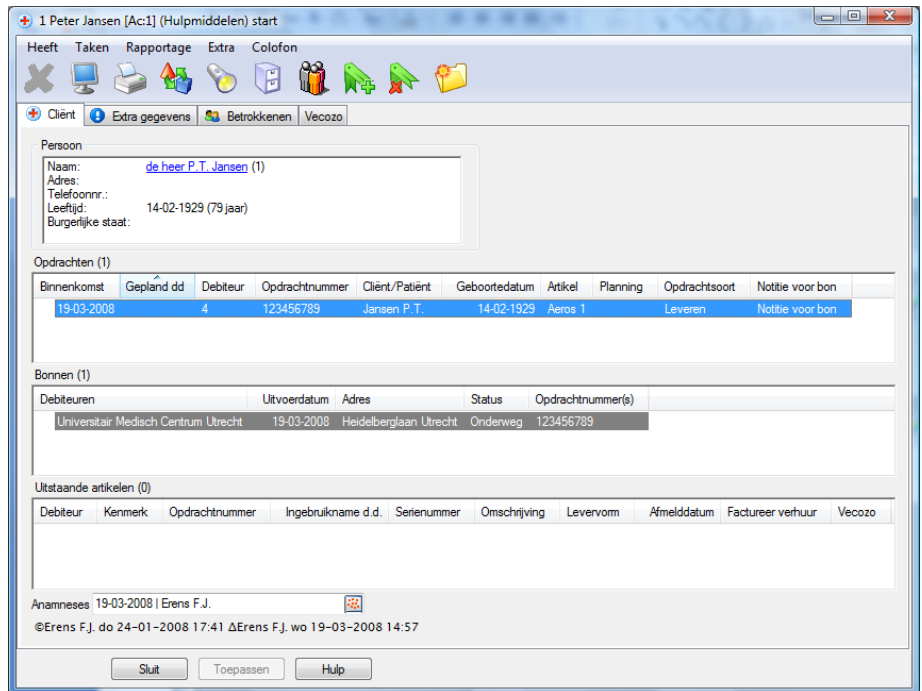 1 Peter Jansen [Ac:1] (Hulpmiddelen) start
Heeft Taken Rapportage Extra Colofon
Cliënt Extra gegevens Betrokkenen Vecozo
Persoon
Naam: de heer P.T. Jansen (1)
Adres:
Telefoonnr.:
Leeftijd: 14-02-1929 (79 jaar)
Burgerlijke staat:
Opdrachten (1)
Binnenkomst Gepland dd Debiteur Opdrachtnummer Cliënt/Patiënt Geboortedatum Artikel Planning Opdrachtsoort Notitie voor bon
19-03-2008 4 123456789 Jansen P.T. 14-02-1929 Aeros 1 Leveren Notitie voor bon
Bonnen (1)
Debiteuren Uitvoerdatum Adres Status Opdrachtnummer(s)
Universitair Medisch Centrum Utrecht 19-03-2008 Heidelberglaan Utrecht Onderweg 123456789
Uitstaande artikelen (0)
Debiteur Kenmerk Opdrachtnummer Ingebruikname d.d. Serienummer Omschrijving Levervorm Afmelddatum Factureer verhuur Vecozo
Anamneses 19-03-2008 | Erens F.J.
©Erens F.J. do 24-01-2008 17:41 ΔErens F.J. wo 19-03-2008 14:57
Sluit Toepassen Hulp